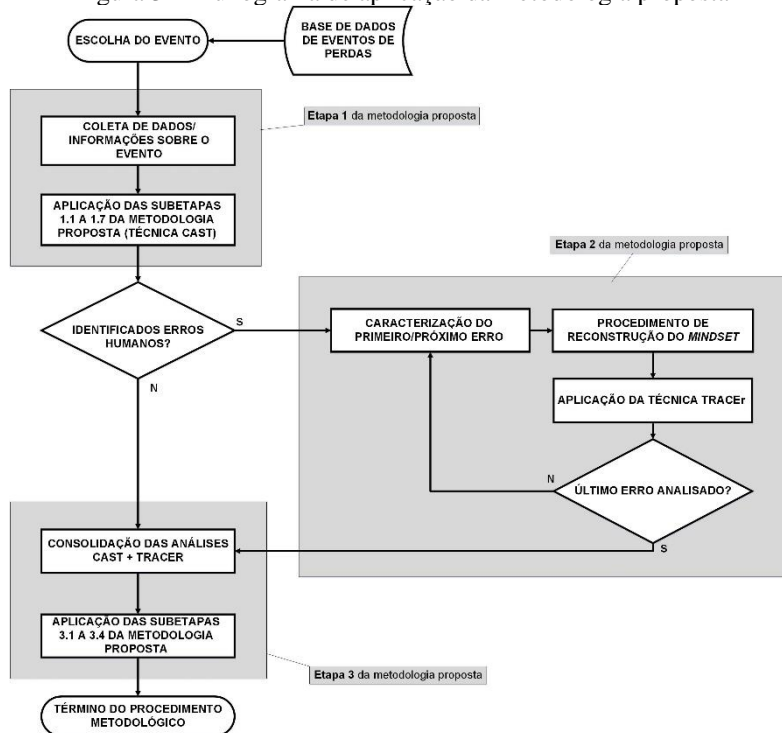 ESCOLHA DO EVENTO
BASE DE DADOS
DE EVENTOS DE
PERDAS
Etapa 1 da metodologia proposta
COLETA DE DADOS/
INFORMAÇÕES SOBRE O
EVENTO
APLICAÇÃO DAS SUBETAPAS
1.1 A 1.7 DA METODOLOGIA
PROPOSTA (TÉCNICA CAST)
Etapa 2 da metodologia proposta
IDENTIFICADOS ERROS
HUMANOS?
S
N
CARACTERIZAÇÃO DO
PRIMEIRO/PRÓXIMO ERRO
PROCEDIMENTO DE
RECONSTRUÇÃO DO MINDSET
APLICAÇÃO DA TÉCNICA TRACEr
ÚLTIMO ERRO ANALISADO?
N
S
CONSOLIDAÇÃO DAS ANÁLISES
CAST + TRACER
APLICAÇÃO DAS SUBETAPAS
3.1 A 3.4 DA METODOLOGIA
PROPOSTA
Etapa 3 da metodologia proposta
TÉRMINO DO PROCEDIMENTO
METODOLÓGICO